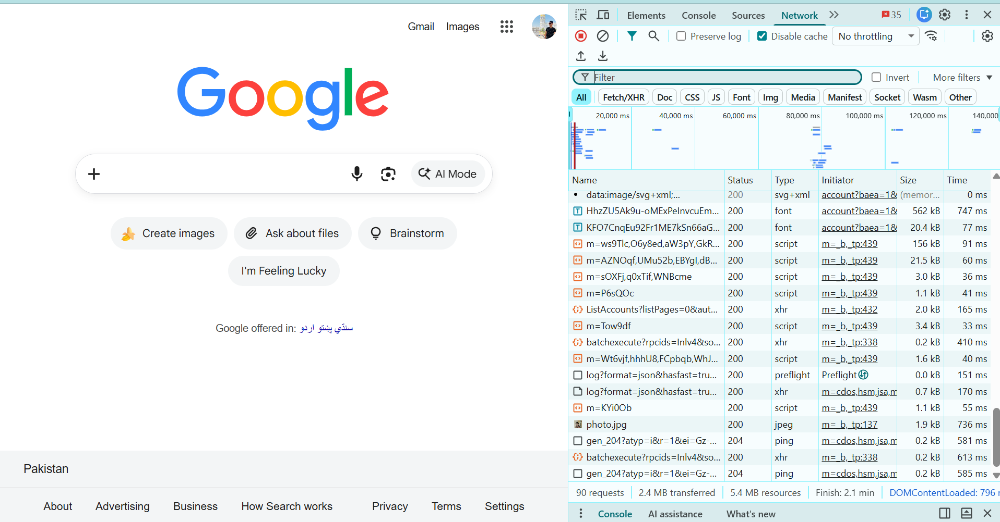 Gmail Images
Google
AI Mode
Create images
Ask about files
Brainstorm
I'm Feeling Lucky
Google offered in: سنڌي پښتو اردو
Pakistan
About Advertising Business How Search works Privacy Terms Settings
Elements Console Sources Network 35
Preserve log Disable cache No throttling
Filter Invert More filters
All Fetch/XHR Doc CSS JS Font Img Media Manifest Socket Wasm Other
20,000 ms 40,000 ms 60,000 ms 80,000 ms 100,000 ms 120,000 ms 140,000
Name Status Type Initiator Size Time
data:image/svg+xml;... 200 svg+xml account?baea=1& (memor... 0 ms
HhzZU5Ak9u-oMExPeInvcuEm... 200 font account?baea=1& 562 kB 747 ms
KFO7CnqEu92Fr1ME7kSn66aG... 200 font account?baea=1& 20.4 kB 77 ms
m=ws9Tlc,O6y8ed,aW3pY,GkR... 200 script m=_b,_tp:439 156 kB 91 ms
m=AZNOqf,UMu52b,EBYgI,dB... 200 script m=_b,_tp:439 21.5 kB 60 ms
m=sOXFj,q0xTif,WNBcme 200 script m=_b,_tp:439 3.0 kB 36 ms
m=P6sQOc 200 script m=_b,_tp:439 1.1 kB 41 ms
ListAccounts?listPages=0&aut... 200 xhr m=_b,_tp:432 2.0 kB 165 ms
m=Tow9df 200 script m=_b,_tp:439 3.4 kB 33 ms
batchexecute?rpcids=Inlv4&so... 200 xhr m=_b,_tp:338 0.2 kB 410 ms
m=Wt6vjf,hhhU8,FCpbqb,WhJ... 200 script m=_b,_tp:439 1.6 kB 40 ms
log?format=json&hasfast=tru... 200 preflight Preflight 0.0 kB 151 ms
log?format=json&hasfast=tru... 200 xhr m=cdos,hsm,jsa,m 0.7 kB 170 ms
m=KYi0Ob 200 script m=_b,_tp:439 1.1 kB 55 ms
photo.jpg 200 jpeg m=_b,_tp:137 1.9 kB 736 ms
gen_204?atyp=i&r=1&ei=Gz-... 204 ping m=cdos,hsm,jsa,m 0.2 kB 581 ms
batchexecute?rpcids=Inlv4&so... 200 xhr m=_b,_tp:338 0.2 kB 613 ms
gen_204?atyp=i&r=1&ei=Gz-... 204 ping m=cdos,hsm,jsa,m 0.2 kB 585 ms
90 requests 2.4 MB transferred 5.4 MB resources Finish: 2.1 min DOMContentLoaded: 796
Console AI assistance What's new